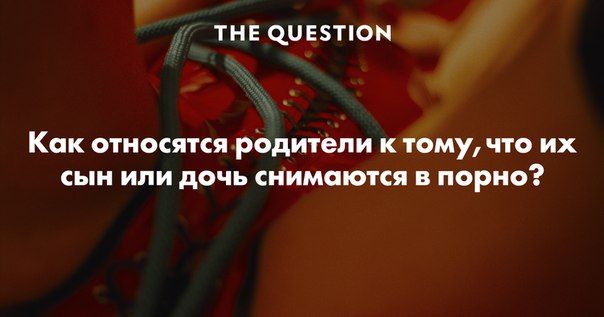 THE QUESTION
Как относятся родители к тому, что их
сын или дочь снимаются в порно?